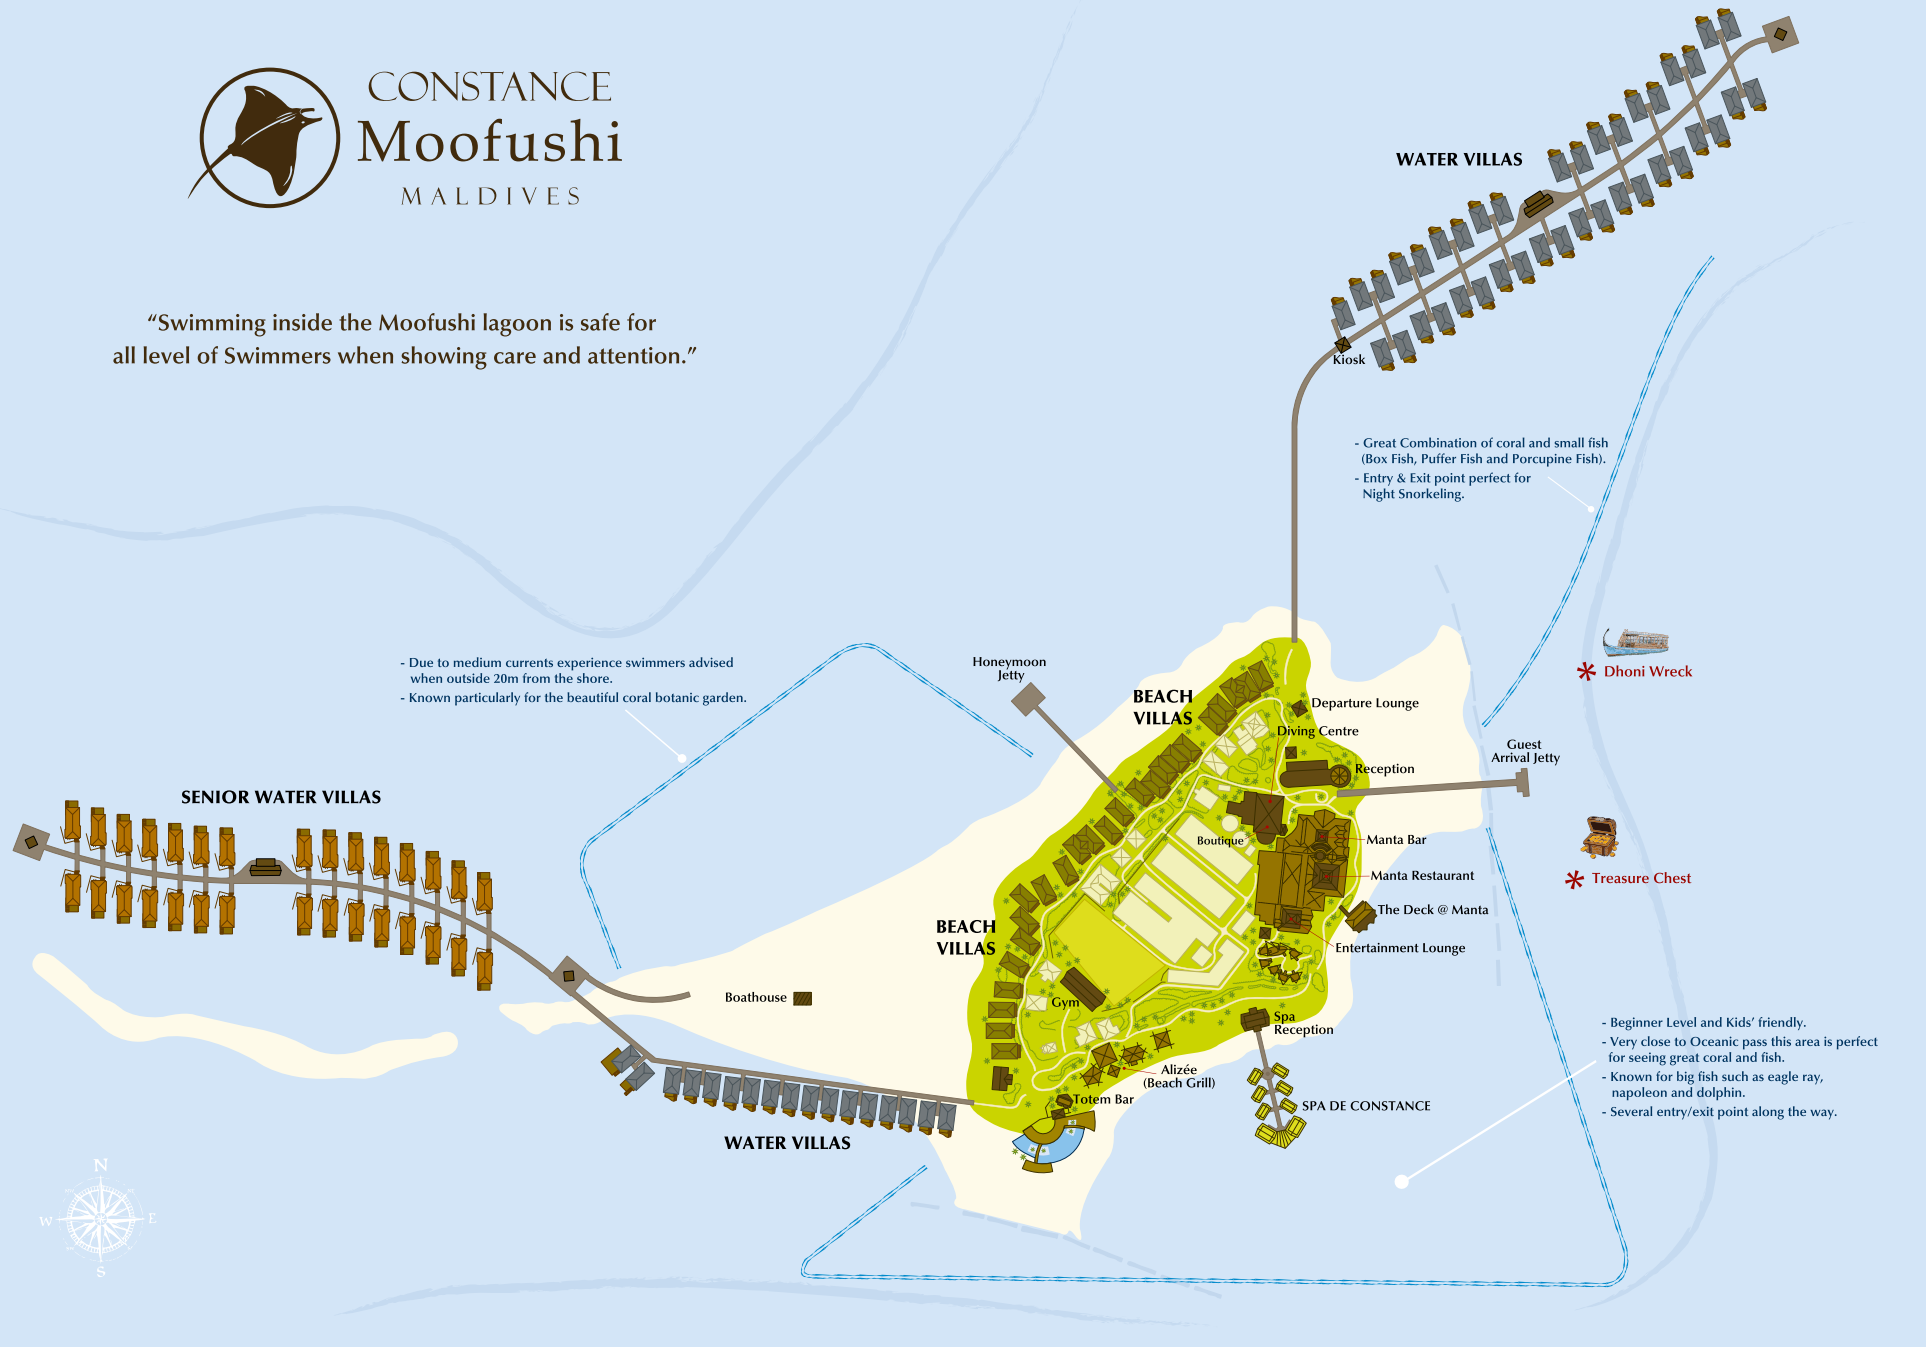 CONSTANCE
Moofushi
MALDIVES
WATER VILLAS
“Swimming inside the Moofushi lagoon is safe for
all level of Swimmers when showing care and attention.”
Kiosk
- Great Combination of coral and small fish
(Box Fish, Puffer Fish and Porcupine Fish).
- Entry & Exit point perfect for
Night Snorkeling.
- Due to medium currents experience swimmers advised
when outside 20m from the shore.
- Known particularly for the beautiful coral botanic garden.
Honeymoon
Jetty
BEACH
VILLAS
Departure Lounge
Diving Centre
Dhoni Wreck
Guest
Arrival Jetty
Reception
SENIOR WATER VILLAS
Boutique
Manta Bar
Manta Restaurant
Treasure Chest
The Deck @ Manta
BEACH
VILLAS
Entertainment Lounge
Boathouse
Gym
Spa
Reception
- Beginner Level and Kids’ friendly.
- Very close to Oceanic pass this area is perfect
for seeing great coral and fish.
- Known for big fish such as eagle ray,
napoleon and dolphin.
- Several entry/exit point along the way.
Alizée
(Beach Grill)
Totem Bar
SPA DE CONSTANCE
WATER VILLAS
N
W
E
S